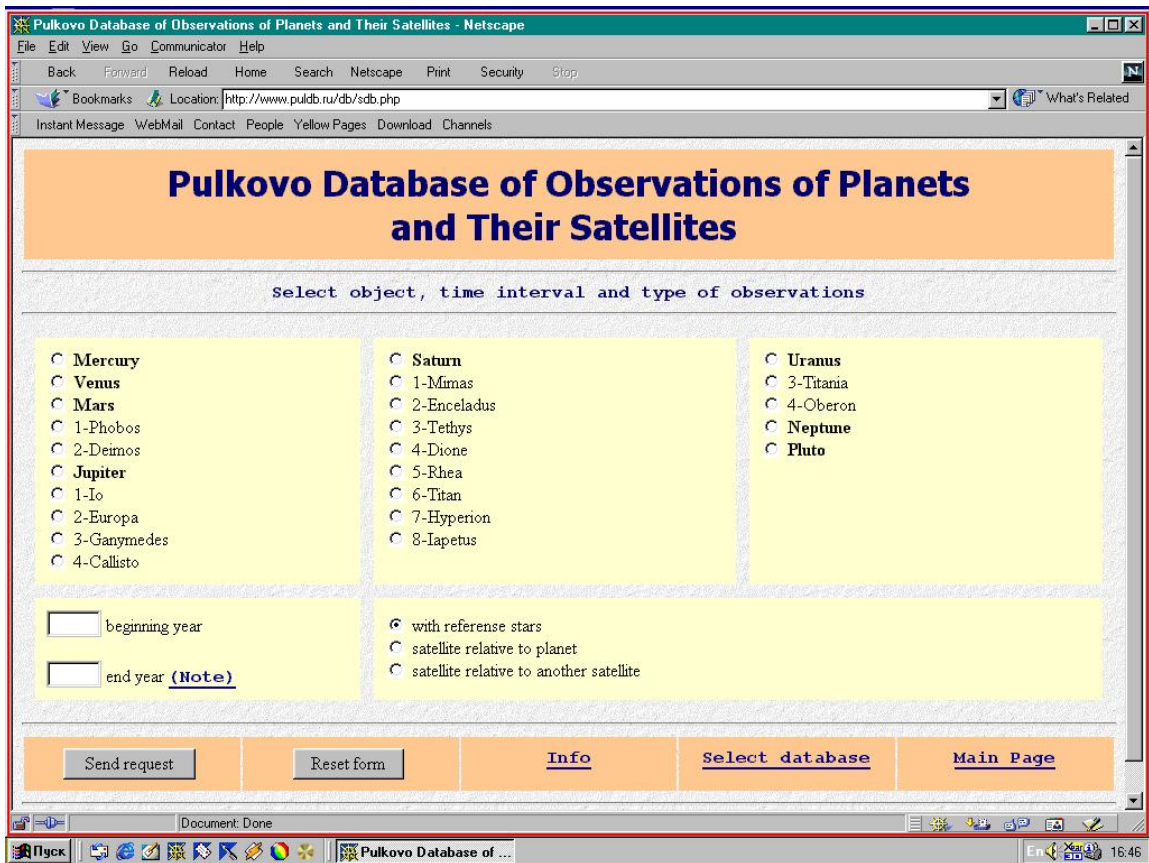 Pulkovo Database of Observations of Planets and Their Satellites - Netscape
File Edit View Go Communicator Help
Back Forward Reload Home Search Netscape Print Security Stop
N
Bookmarks Location: http://www.puldb.ru/db/sdb.php What's Related
Instant Message WebMail Contact People Yellow Pages Download Channels
Pulkovo Database of Observations of Planets
and Their Satellites
Select object, time interval and type of observations
Mercury
Venus
Mars
1-Phobos
2-Deimos
Jupiter
1-Io
2-Europa
3-Ganymedes
4-Callisto
Saturn
1-Mimas
2-Enceladus
3-Tethys
4-Dione
5-Rhea
6-Titan
7-Hyperion
8-Iapetus
Uranus
3-Titania
4-Oberon
Neptune
Pluto
beginning year
end year (Note)
with referense stars
satellite relative to planet
satellite relative to another satellite
Send request Reset form Info Select database Main Page
Document: Done
Пуск Pulkovo Database of ... En 16:46